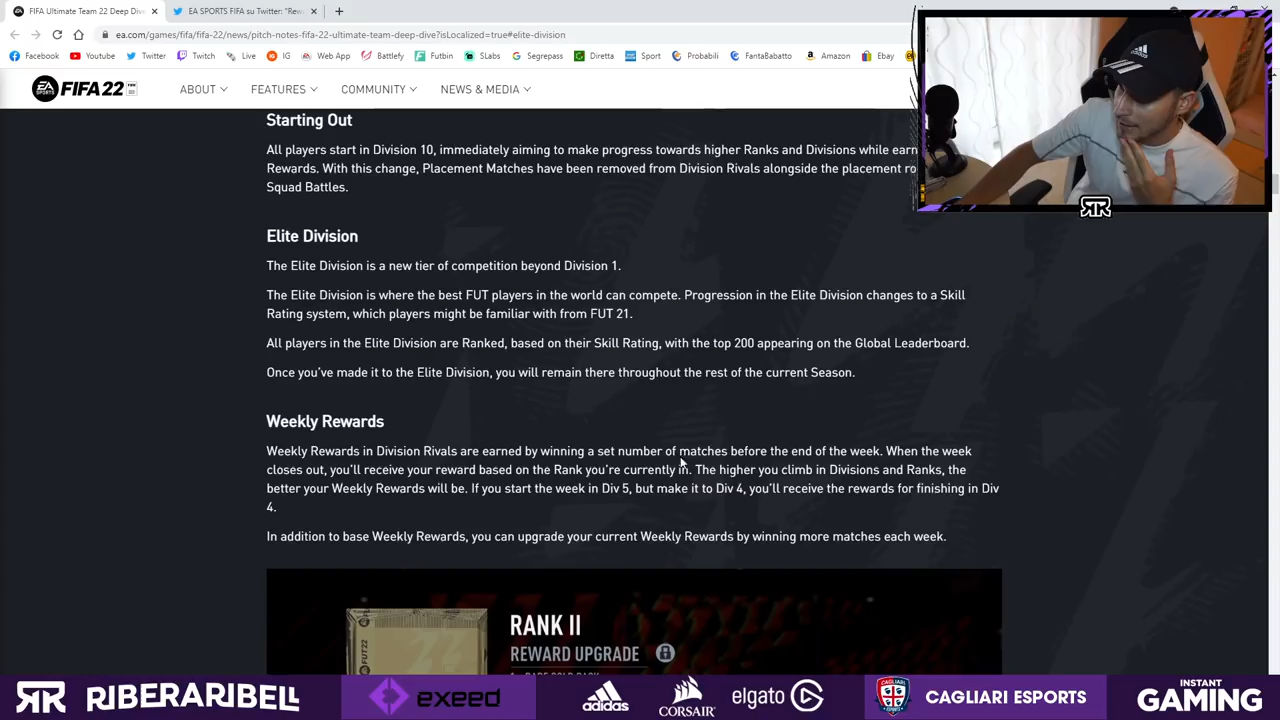 FIFA Ultimate Team 22 Deep Dive
EA SPORTS FIFA su Twitter: "Rew
ea.com/games/fifa/fifa-22/news/pitch-notes-fifa-22-ultimate-team-deep-dive?isLocalized=true#elite-division
Facebook Youtube Twitter Live IG Web App Battlefy Futbin SLabs Segrepass Diretta Sport Probabili FantaBabatto Amazon Ebay
EA SPORTS FIFA 22 ABOUT FEATURES COMMUNITY NEWS & MEDIA
Starting Out
All players start in Division 10, immediately aiming to make progress towards higher Ranks and Divisions while earn
Rewards. With this change, Placement Matches have been removed from Division Rivals alongside the placement ro
Squad Battles.
Elite Division
The Elite Division is a new tier of competition beyond Division 1.
The Elite Division is where the best FUT players in the world can compete. Progression in the Elite Division changes to a Skill
Rating system, which players might be familiar with from FUT 21.
All players in the Elite Division are Ranked, based on their Skill Rating, with the top 200 appearing on the Global Leaderboard.
Once you've made it to the Elite Division, you will remain there throughout the rest of the current Season.
Weekly Rewards
Weekly Rewards in Division Rivals are earned by winning a set number of matches before the end of the week. When the week
closes out, you'll receive your reward based on the Rank you're currently in. The higher you climb in Divisions and Ranks, the
better your Weekly Rewards will be. If you start the week in Div 5, but make it to Div 4, you'll receive the rewards for finishing in Div
4.
In addition to base Weekly Rewards, you can upgrade your current Weekly Rewards by winning more matches each week.
FUT 22
RANK II
REWARD UPGRADE
RR
RR RIBERARIBELL exeed adidas CORSAIR elgato CAGLIARI ESPORTS INSTANT GAMING